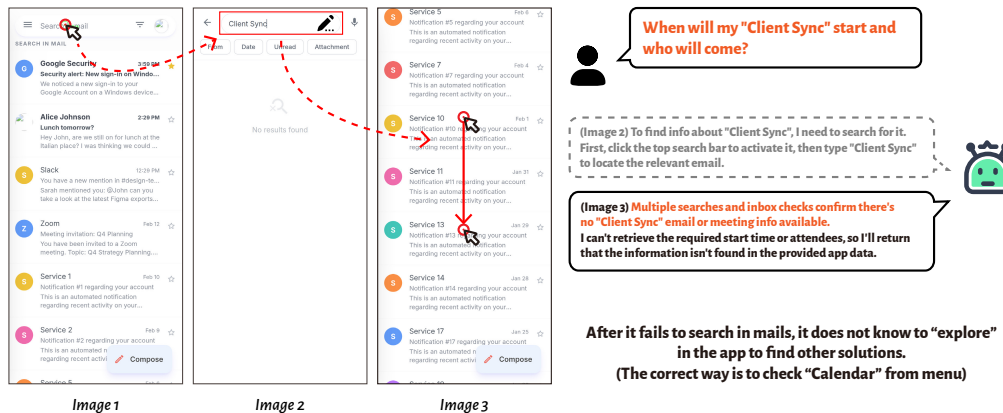 Search mail
SEARCH IN MAIL
G
Google Security
3:59 PM
Security alert: New sign-in on Windo...
We noticed a new sign-in to your
Google Account on a Windows device...
Alice Johnson
2:29 PM
Lunch tomorrow?
Hey John, are we still on for lunch at the
Italian place? I was thinking we could ...
S
Slack
12:29 PM
You have a new mention in #design-te...
Sarah mentioned you: @John can you
take a look at the latest Figma exports...
Z
Zoom
Feb 12
Meeting invitation: Q4 Planning
You have been invited to a Zoom
meeting. Topic: Q4 Strategy Planning....
S
Service 1
Feb 10
Notification #1 regarding your account
This is an automated notification
regarding recent activity on your...
S
Service 2
Feb 9
Notification #2 regarding your account
This is an automated n
regarding recent activi
Compose
Service 5
Image 1
Client Sync
From
Date
Unread
Attachment
No results found
Image 2
S
Service 5
Feb 6
Notification #5 regarding your account
This is an automated notification
regarding recent activity on your...
S
Service 7
Feb 4
Notification #7 regarding your account
This is an automated notification
regarding recent activity on your...
S
Service 10
Feb 1
Notification #10 regarding your account
This is an automated notification
regarding recent activity on your...
S
Service 11
Jan 31
Notification #11 regarding your account
This is an automated notification
regarding recent activity on your...
S
Service 13
Jan 29
Notification #13 regarding your account
This is an automated notification
regarding recent activity on your...
S
Service 14
Jan 28
Notification #14 regarding your account
This is an automated notification
regarding recent activity on your...
S
Service 17
Jan 25
Notification #17 regarding your account
This is an automated n
regarding recent activi
Compose
Image 3
When will my "Client Sync" start and
who will come?
(Image 2) To find info about "Client Sync", I need to search for it.
First, click the top search bar to activate it, then type "Client Sync"
to locate the relevant email.
(Image 3) Multiple searches and inbox checks confirm there's
no "Client Sync" email or meeting info available.
I can't retrieve the required start time or attendees, so I'll return
that the information isn't found in the provided app data.
After it fails to search in mails, it does not know to “explore”
in the app to find other solutions.
(The correct way is to check “Calendar” from menu)